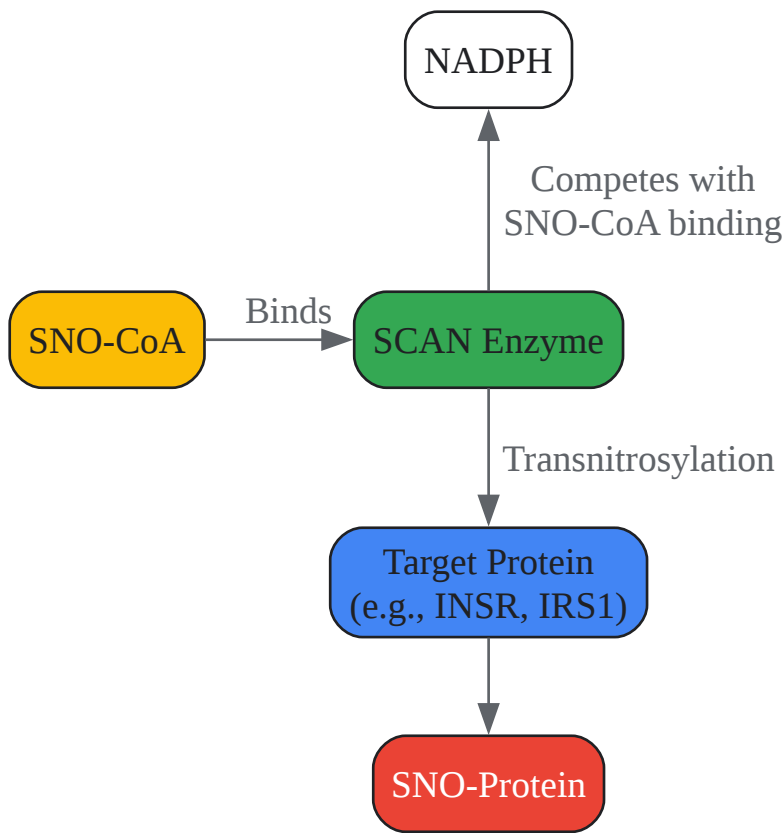 NADPH
Competes with
SNO-CoA binding
SNO-CoA
Binds
SCAN Enzyme
Transnitrosylation
Target Protein
(e.g., INSR, IRS1)
SNO-Protein